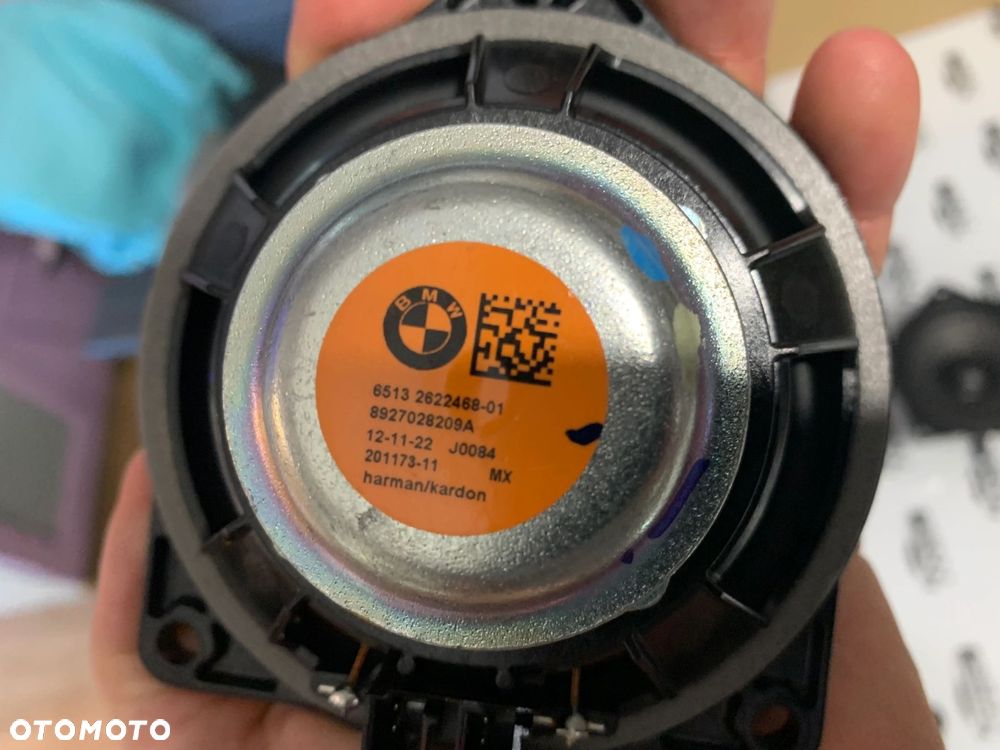 BMW
6513 2622468-01
8927028209A
12-11-22 J0084
201173-11 MX
harman/kardon
OTOMOTO